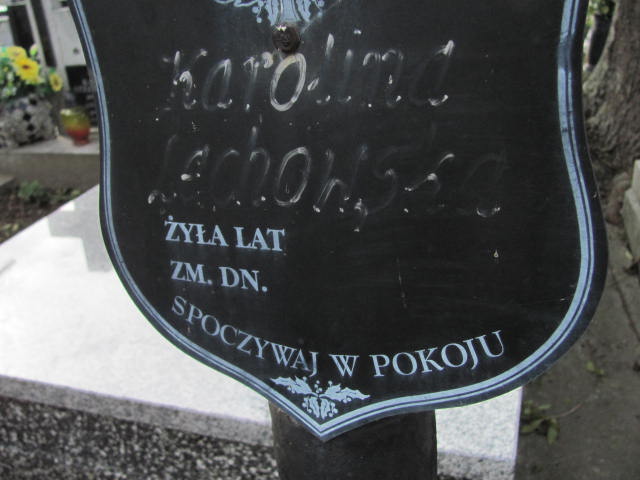 Karolina
Lechowska
ŻYŁA LAT
ZM. DN.
SPOCZYWAJ W POKOJU